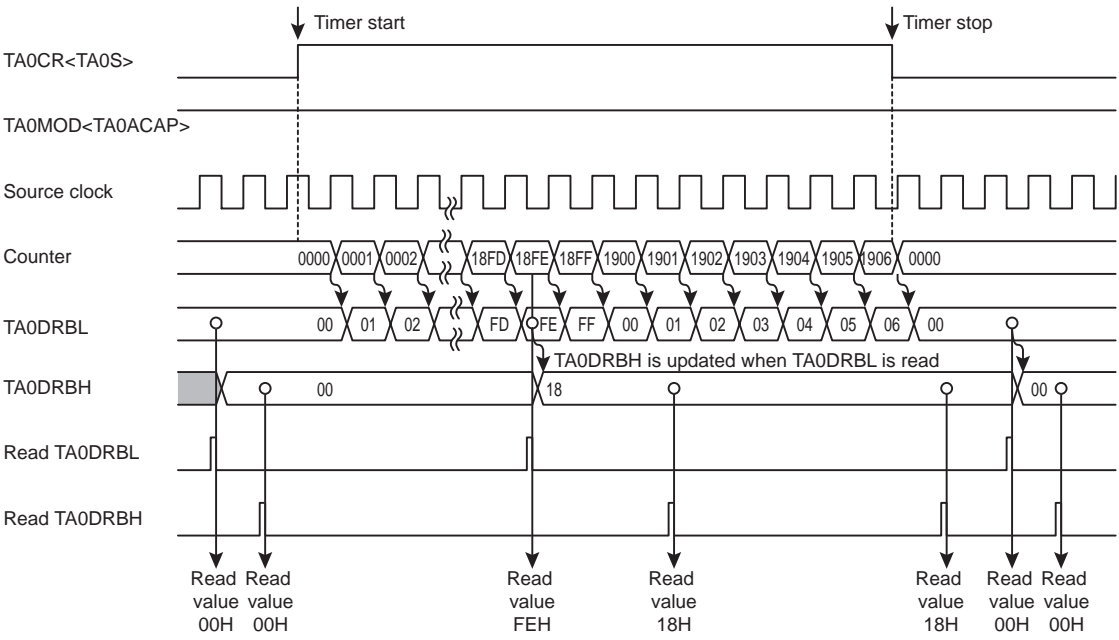 Timer start
Timer stop
TA0CR<TA0S>
TA0MOD<TA0ACAP>
Source clock
Counter
0000 0001 0002 18FD 18FE 18FF 1900 1901 1902 1903 1904 1905 1906 0000
TA0DRBL
00 01 02 FD FE FF 00 01 02 03 04 05 06 00
TA0DRBH is updated when TA0DRBL is read
TA0DRBH
00 18 00
Read TA0DRBL
Read TA0DRBH
Read value 00H
Read value 00H
Read value FEH
Read value 18H
Read value 18H
Read value 00H
Read value 00H